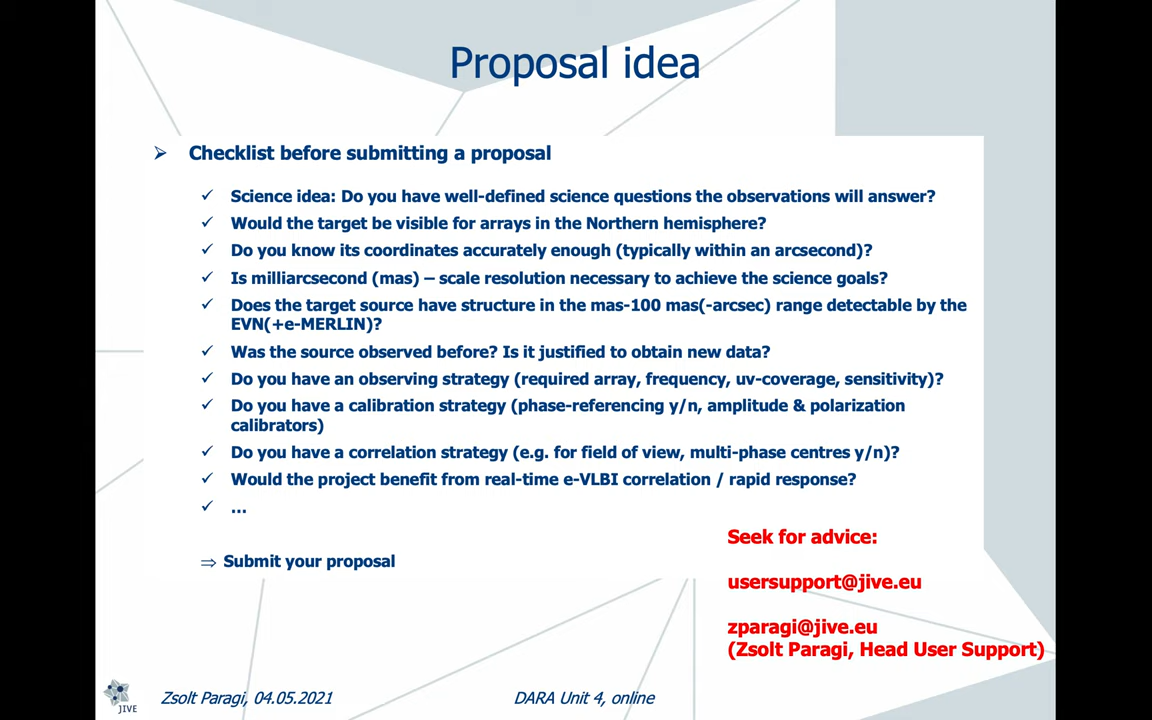 Proposal idea
➢ Checklist before submitting a proposal
✓ Science idea: Do you have well-defined science questions the observations will answer?
✓ Would the target be visible for arrays in the Northern hemisphere?
✓ Do you know its coordinates accurately enough (typically within an arcsecond)?
✓ Is milliarcsecond (mas) – scale resolution necessary to achieve the science goals?
✓ Does the target source have structure in the mas-100 mas(-arcsec) range detectable by the
EVN(+e-MERLIN)?
✓ Was the source observed before? Is it justified to obtain new data?
✓ Do you have an observing strategy (required array, frequency, uv-coverage, sensitivity)?
✓ Do you have a calibration strategy (phase-referencing y/n, amplitude & polarization
calibrators)
✓ Do you have a correlation strategy (e.g. for field of view, multi-phase centres y/n)?
✓ Would the project benefit from real-time e-VLBI correlation / rapid response?
✓ ...
⇒ Submit your proposal
Seek for advice:
usersupport@jive.eu
zparagi@jive.eu
(Zsolt Paragi, Head User Support)
JIVE
Zsolt Paragi, 04.05.2021
DARA Unit 4, online